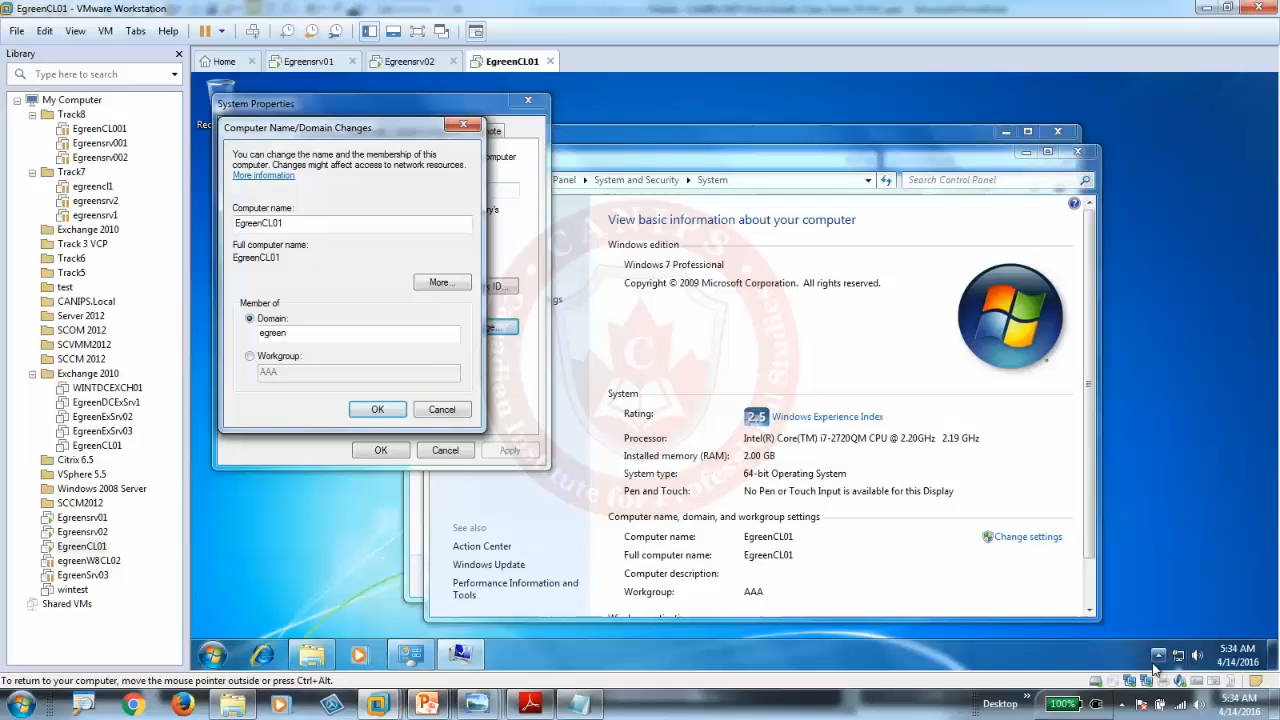 EgreenCL01 - VMware Workstation
File Edit View VM Tabs Help
Library
Type here to search
My Computer
Track8
EgreenCL001
Egreensrv001
Egreensrv002
Track7
egreencl1
egreensrv2
egreensrv1
Exchange 2010
Track 3 VCP
Track6
Track5
test
CANIPS.Local
Server 2012
SCOM 2012
SCVMM2012
SCCM 2012
Exchange 2010
WINTDCEXCH01
EgreenDCExSrv1
EgreenExSrv02
EgreenExSrv03
EgreenCL01
Citrix 6.5
VSphere 5.5
Windows 2008 Server
SCCM2012
Egreensrv01
Egreensrv02
EgreenCL01
egreenW8CL02
EgreenSrv03
wintest
Shared VMs
Home Egreensrv01 Egreensrv02 EgreenCL01
System Properties
Computer Name/Domain Changes
You can change the name and the membership of this
computer. Changes might affect access to network resources.
More information
Computer name:
EgreenCL01
Full computer name:
EgreenCL01
More...
Member of
Domain:
egreen
Workgroup:
AAA
OK Cancel
OK Cancel Apply
Panel System and Security System
Search Control Panel
View basic information about your computer
Windows edition
Windows 7 Professional
Copyright © 2009 Microsoft Corporation. All rights reserved.
System
Rating: 2.5 Windows Experience Index
Processor: Intel(R) Core(TM) i7-2720QM CPU @ 2.20GHz 2.19 GHz
Installed memory (RAM): 2.00 GB
System type: 64-bit Operating System
Pen and Touch: No Pen or Touch Input is available for this Display
Computer name, domain, and workgroup settings
Computer name: EgreenCL01
Change settings
Full computer name: EgreenCL01
Computer description:
Workgroup: AAA
See also
Action Center
Windows Update
Performance Information and
Tools
5:34 AM
4/14/2016
To return to your computer, move the mouse pointer outside or press Ctrl+Alt.
Desktop
100%
5:34 AM
4/14/2016